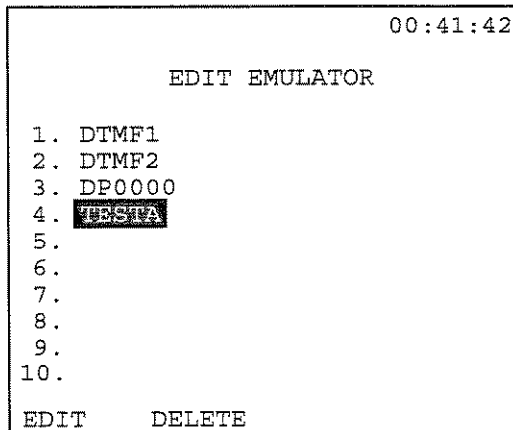 00:41:42
EDIT EMULATOR
1. DTMF1
2. DTMF2
3. DP0000
4. TESTA
5.
6.
7.
8.
9.
10.
EDIT DELETE